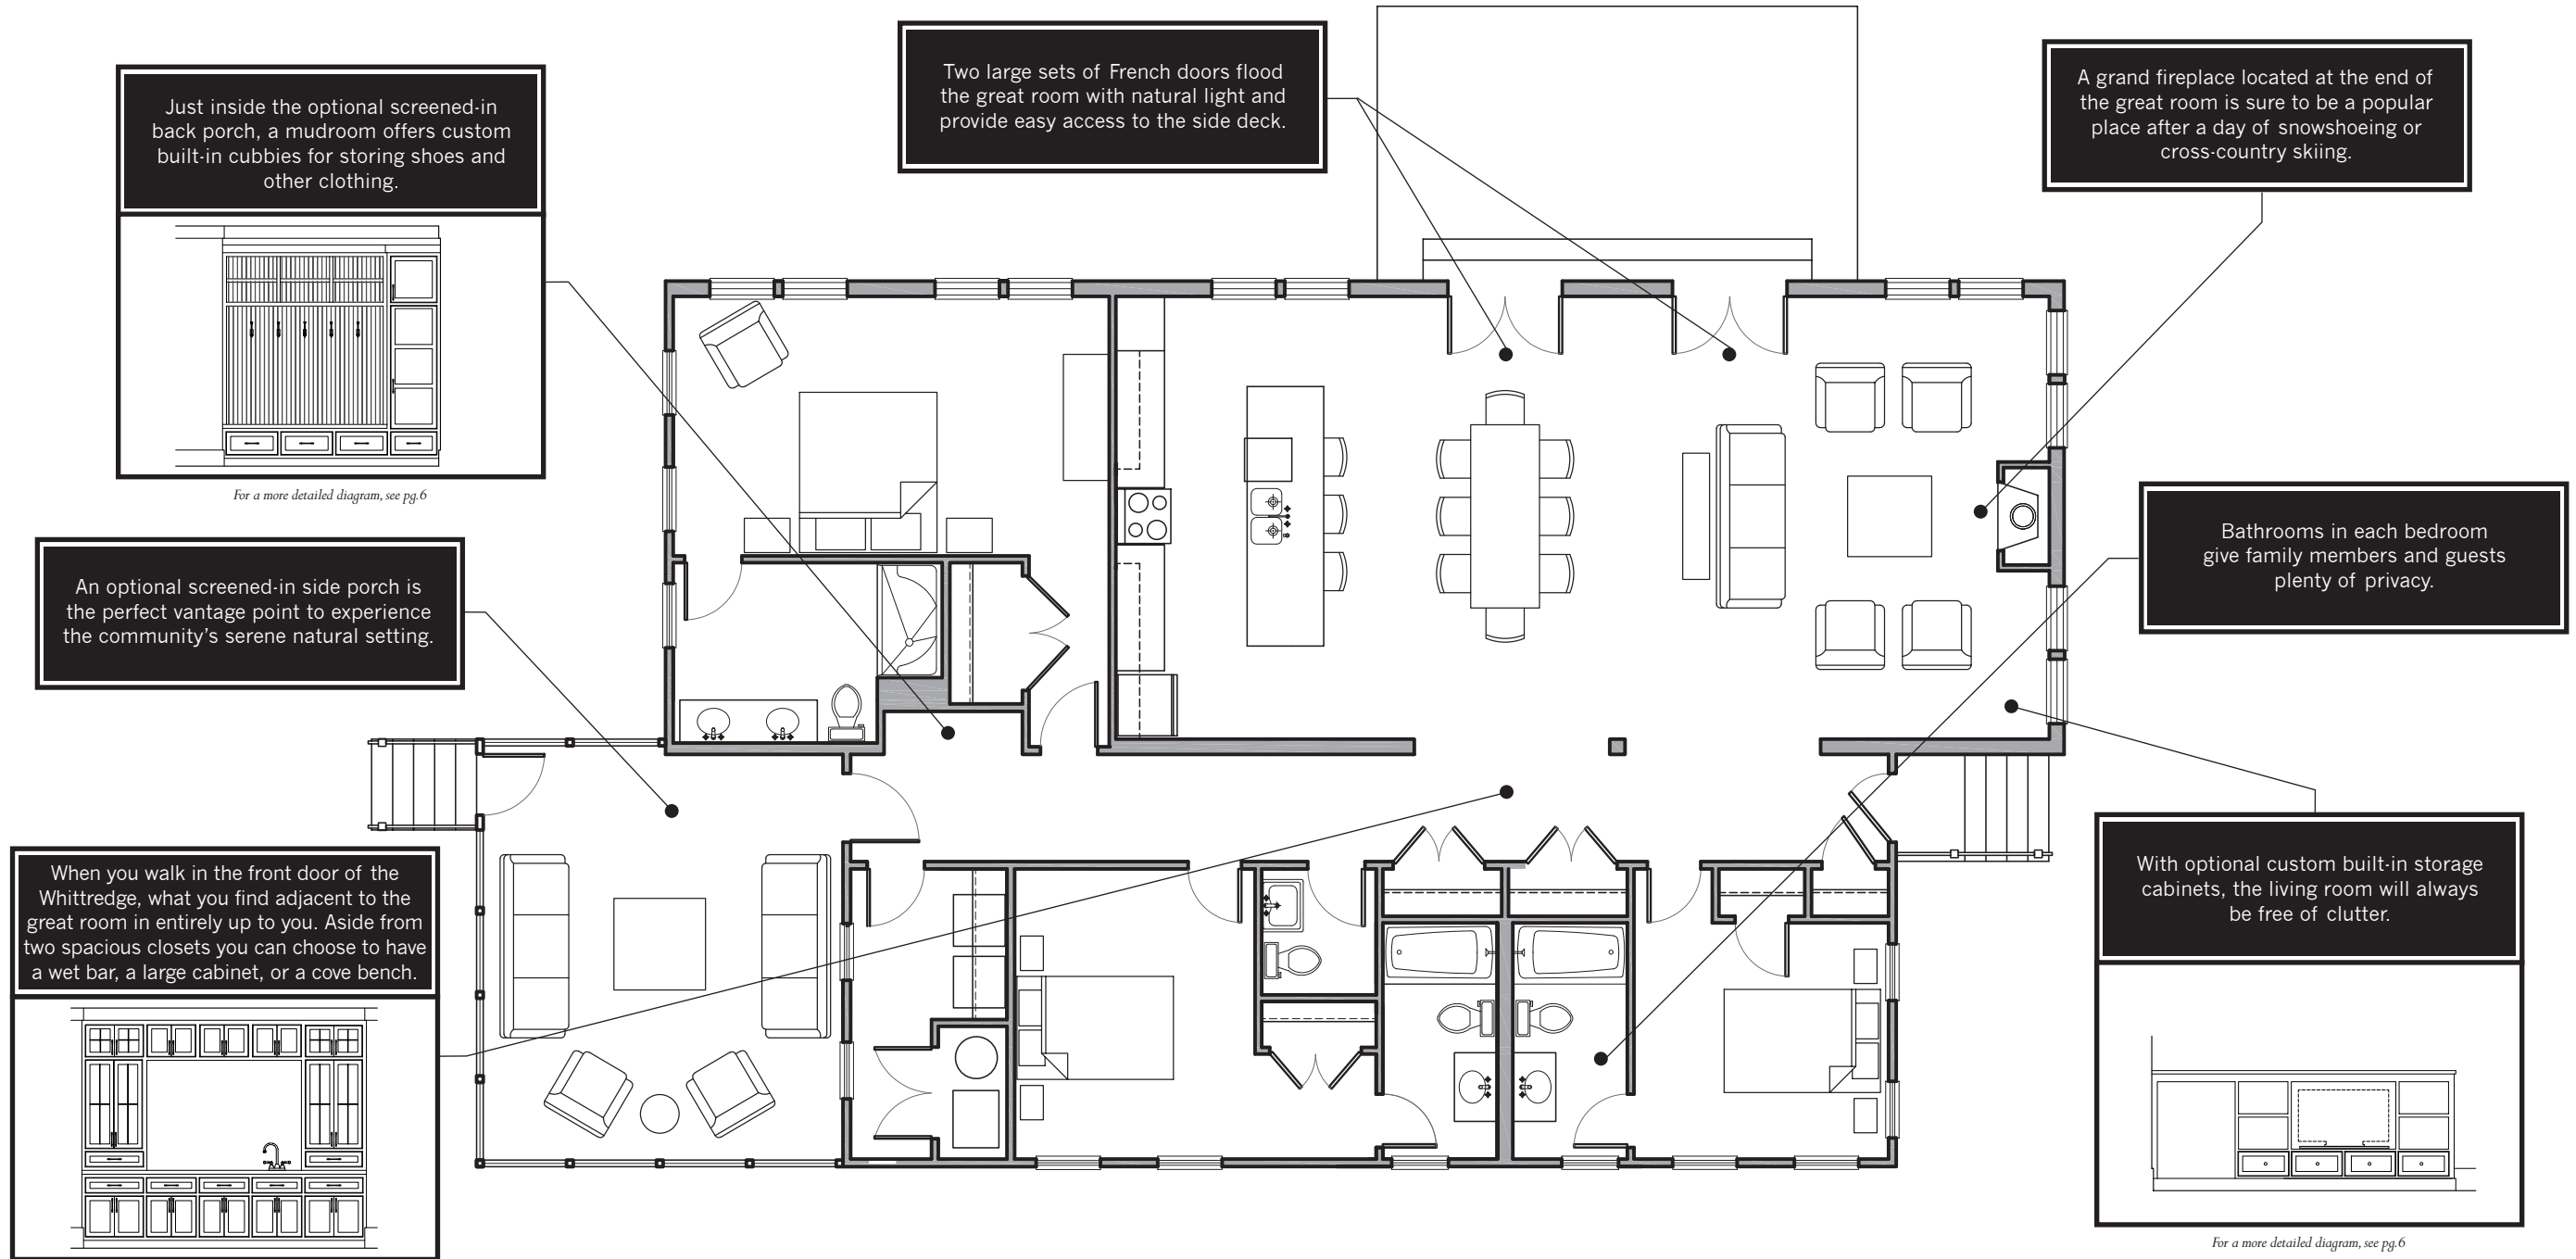 Just inside the optional screened-in
back porch, a mudroom offers custom
built-in cubbies for storing shoes and
other clothing.
For a more detailed diagram, see pg.6
An optional screened-in side porch is
the perfect vantage point to experience
the community's serene natural setting.
When you walk in the front door of the
Whittredge, what you find adjacent to the
great room in entirely up to you. Aside from
two spacious closets you can choose to have
a wet bar, a large cabinet, or a cove bench.
Two large sets of French doors flood
the great room with natural light and
provide easy access to the side deck.
A grand fireplace located at the end of
the great room is sure to be a popular
place after a day of snowshoeing or
cross-country skiing.
Bathrooms in each bedroom
give family members and guests
plenty of privacy.
With optional custom built-in storage
cabinets, the living room will always
be free of clutter.
For a more detailed diagram, see pg.6